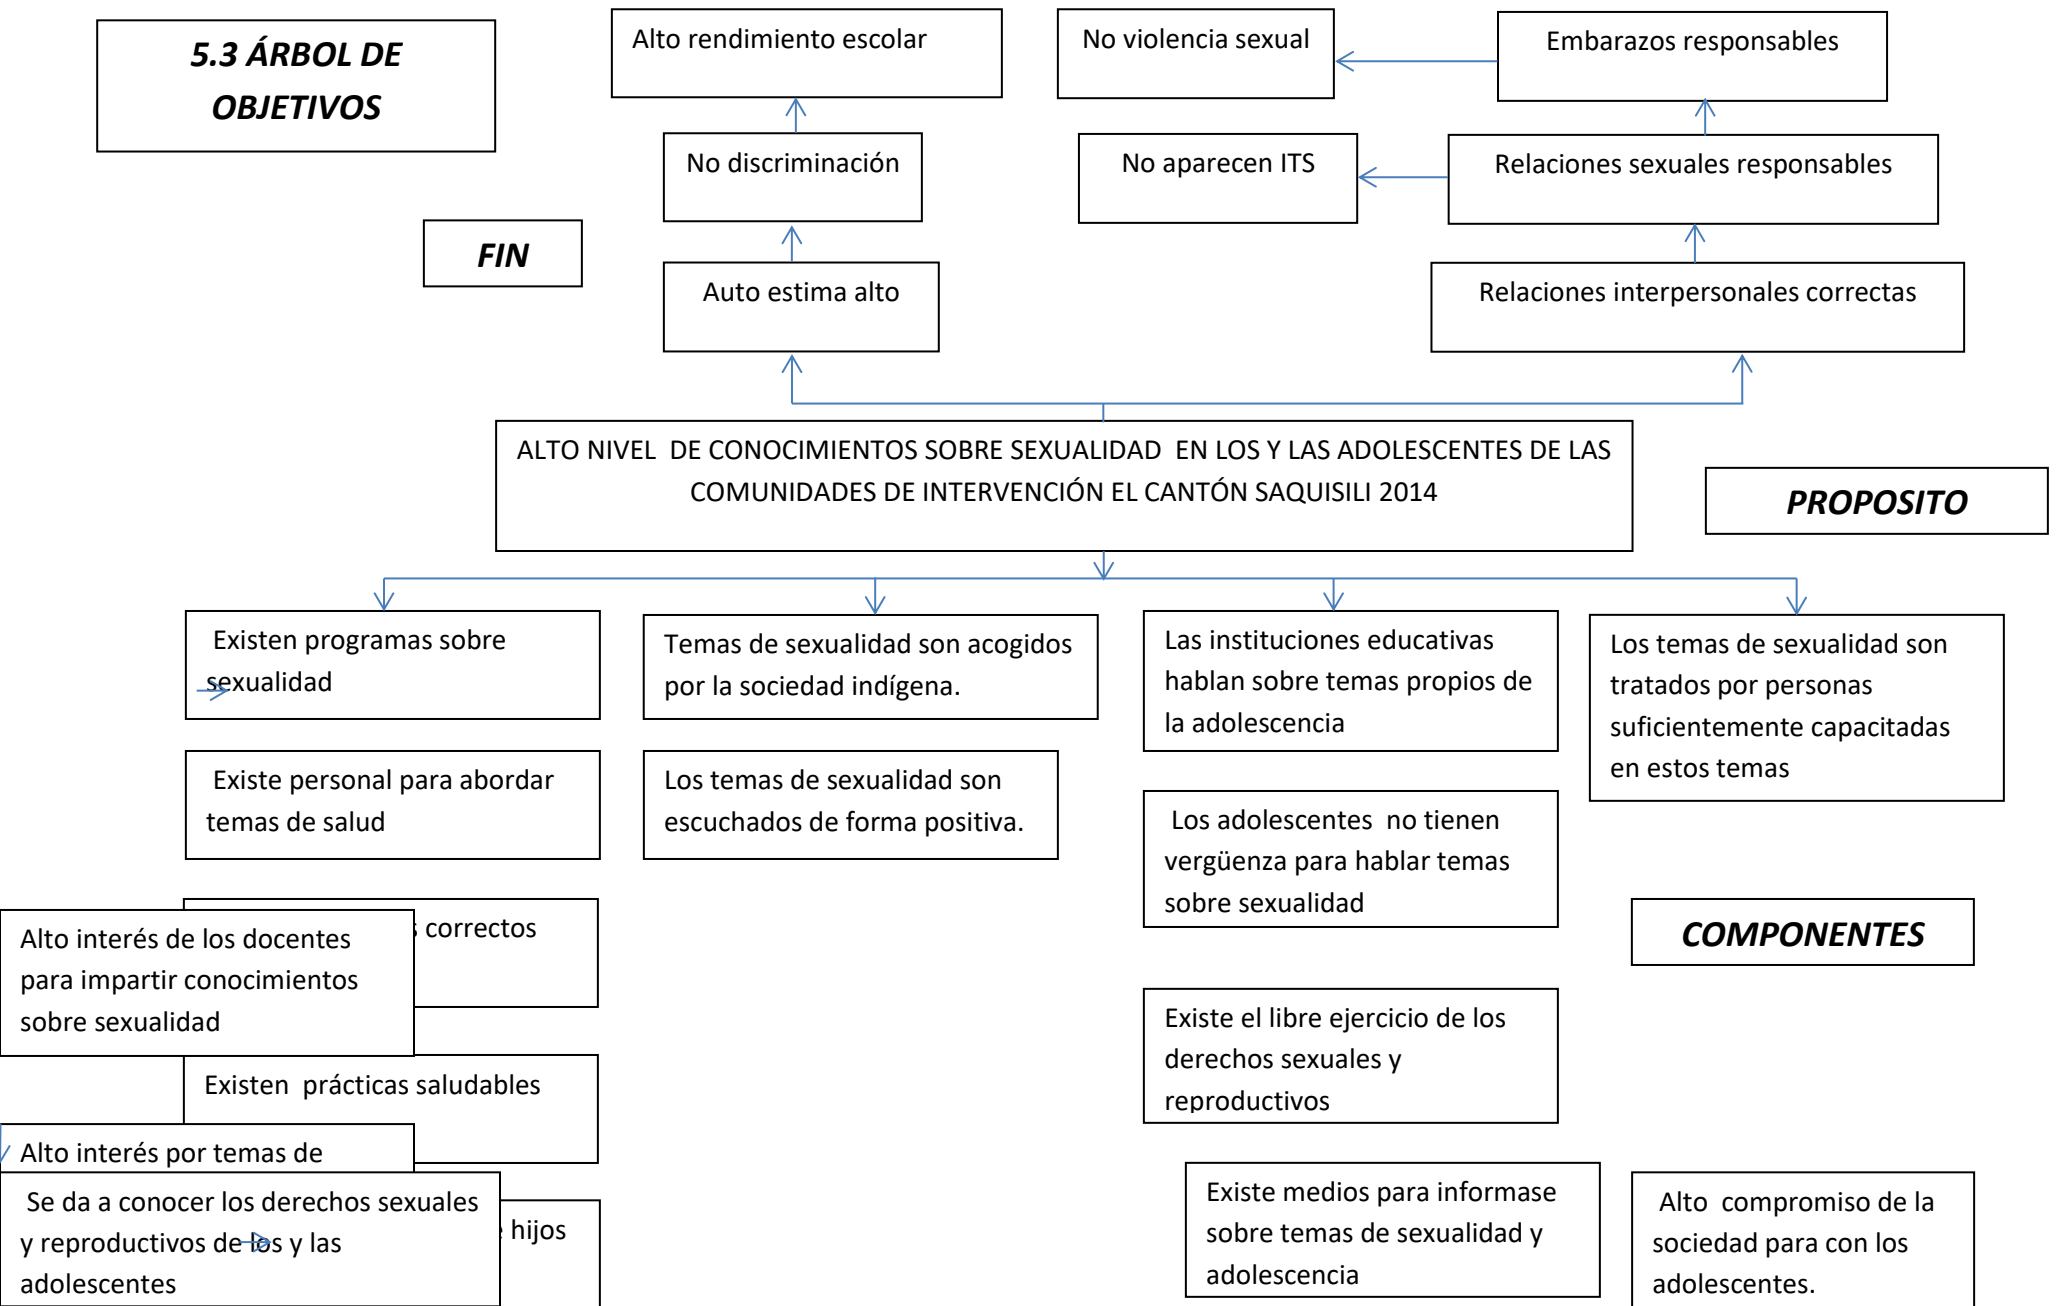 5.3 ÁRBOL DE
OBJETIVOS
Alto rendimiento escolar
No violencia sexual
Embarazos responsables
No discriminación
No aparecen ITS
Relaciones sexuales responsables
FIN
Auto estima alto
Relaciones interpersonales correctas
ALTO NIVEL DE CONOCIMIENTOS SOBRE SEXUALIDAD EN LOS Y LAS ADOLESCENTES DE LAS
COMUNIDADES DE INTERVENCIÓN EL CANTÓN SAQUISILI 2014
PROPOSITO
Existen programas sobre
sexualidad
Temas de sexualidad son acogidos
por la sociedad indígena.
Las instituciones educativas
hablan sobre temas propios de
la adolescencia
Los temas de sexualidad son
tratados por personas
suficientemente capacitadas
en estos temas
Existe personal para abordar
temas de salud
Los temas de sexualidad son
escuchados de forma positiva.
Los adolescentes no tienen
vergüenza para hablar temas
sobre sexualidad
correctos
Alto interés de los docentes
para impartir conocimientos
sobre sexualidad
COMPONENTES
Existe el libre ejercicio de los
derechos sexuales y
reproductivos
Existen prácticas saludables
Alto interés por temas de
Se da a conocer los derechos sexuales
y reproductivos de los y las
adolescentes
hijos
Existe medios para informase
sobre temas de sexualidad y
adolescencia
Alto compromiso de la
sociedad para con los
adolescentes.